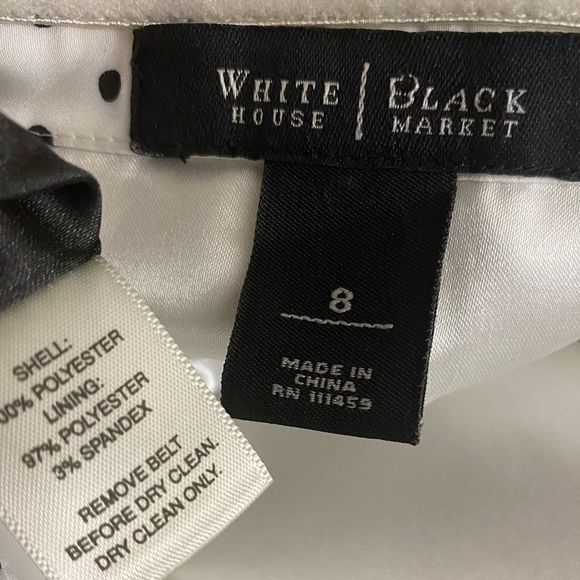 WHITE | BLACK
HOUSE | MARKET
8
MADE IN
CHINA
RN 111459
SHELL:
00% POLYESTER
LINING:
97% POLYESTER
3% SPANDEX
REMOVE BELT
BEFORE DRY CLEAN.
DRY CLEAN ONLY.